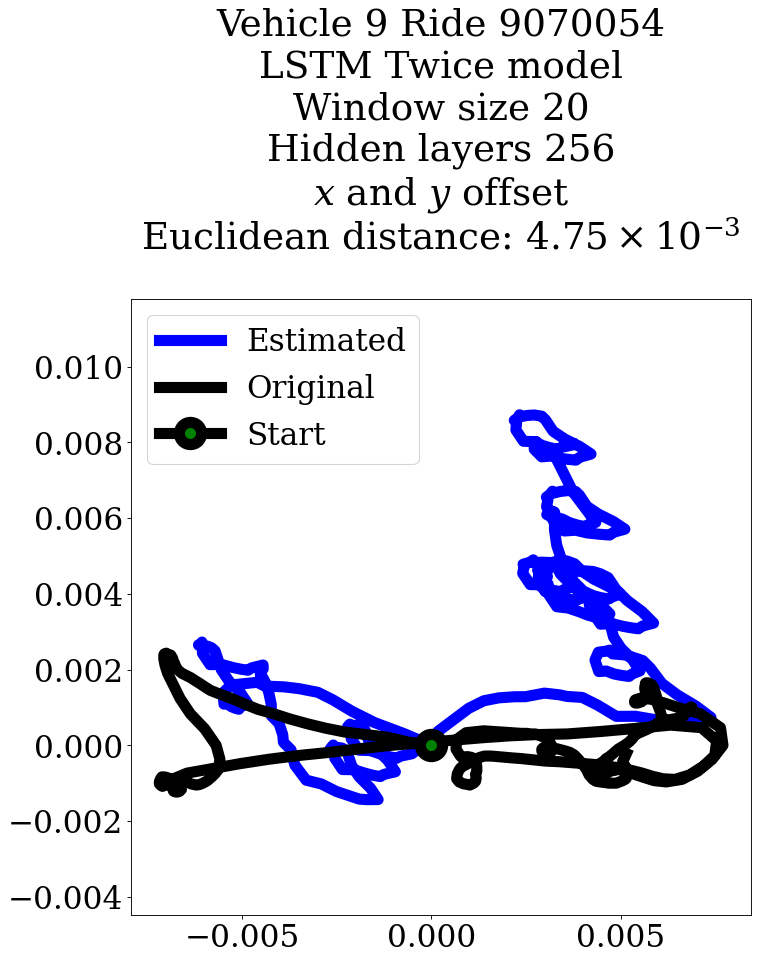 Vehicle 9 Ride 9070054
LSTM Twice model
Window size 20
Hidden layers 256
x and y offset
Euclidean distance: 4.75 × 10⁻³
Estimated
Original
Start
0.010
0.008
0.006
0.004
0.002
0.000
−0.002
−0.004
−0.005 0.000 0.005